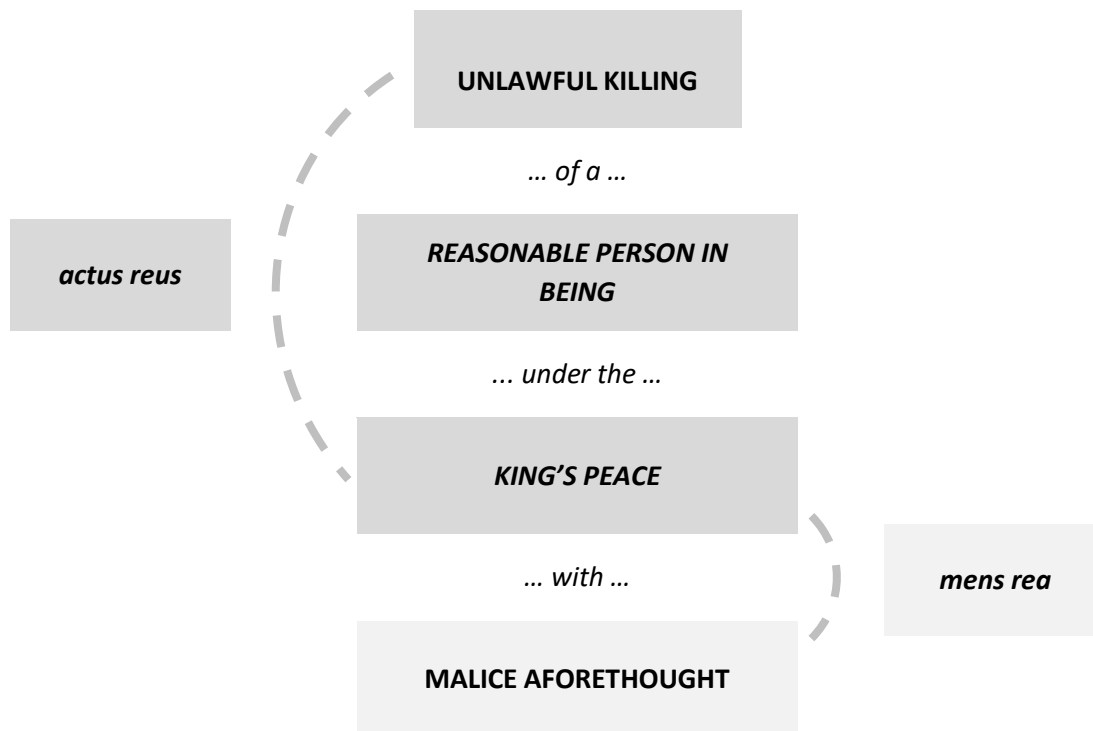 UNLAWFUL KILLING
… of a …
actus reus
REASONABLE PERSON IN
BEING
... under the …
KING’S PEACE
… with …
mens rea
MALICE AFORETHOUGHT